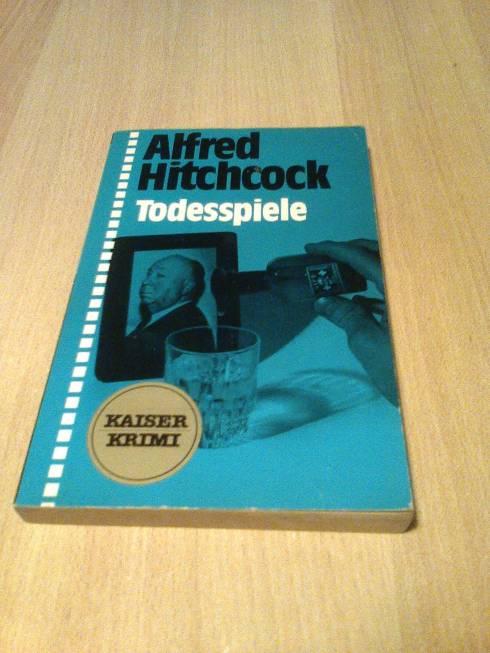 Alfred
Hitchcock
Todesspiele
KAISER
KRIMI